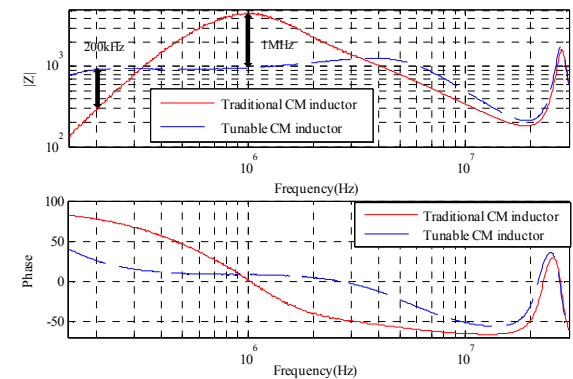 200kHz
1MHz
|Z|
10^3
10^2
Traditional CM inductor
Tunable CM inductor
10^6
10^7
Frequency(Hz)
100
50
0
-50
Phase
Traditional CM inductor
Tunable CM inductor
10^6
10^7
Frequency(Hz)